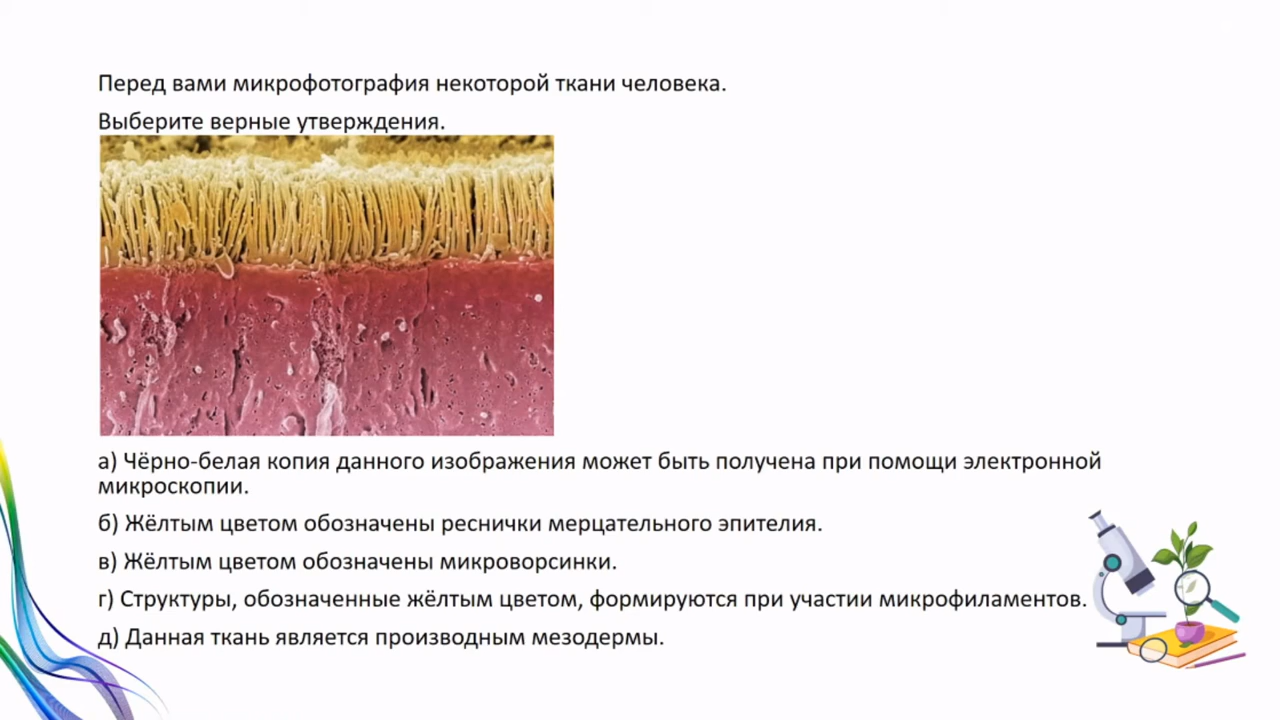 Перед вами микрофотография некоторой ткани человека.
Выберите верные утверждения.
а) Чёрно-белая копия данного изображения может быть получена при помощи электронной
микроскопии.
б) Жёлтым цветом обозначены реснички мерцательного эпителия.
в) Жёлтым цветом обозначены микроворсинки.
г) Структуры, обозначенные жёлтым цветом, формируются при участии микрофиламентов.
д) Данная ткань является производным мезодермы.